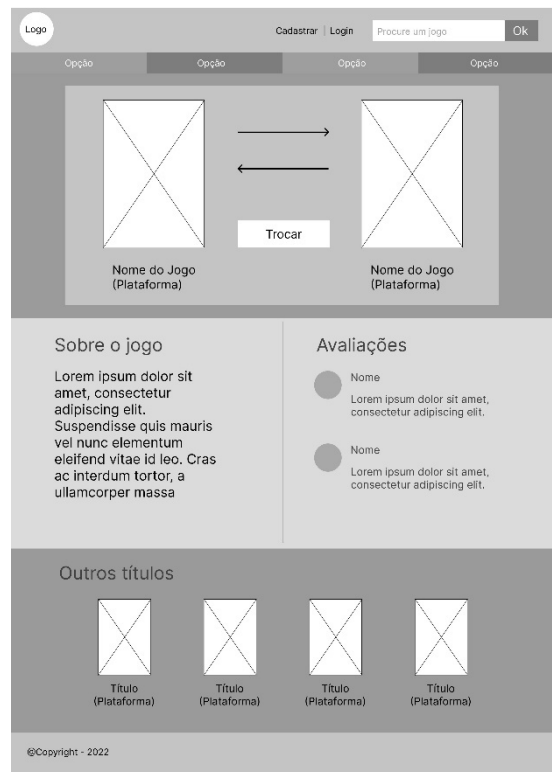 Logo
Cadastrar | Login
Procure um jogo
Ok
Opção
Opção
Opção
Opção
Trocar
Nome do Jogo
(Plataforma)
Nome do Jogo
(Plataforma)
Sobre o jogo
Lorem ipsum dolor sit
amet, consectetur
adipiscing elit.
Suspendisse quis mauris
vel nunc elementum
eleifend vitae id leo. Cras
ac interdum tortor, a
ullamcorper massa
Avaliações
Nome
Lorem ipsum dolor sit amet,
consectetur adipiscing elit.
Nome
Lorem ipsum dolor sit amet,
consectetur adipiscing elit.
Outros títulos
Título
(Plataforma)
Título
(Plataforma)
Título
(Plataforma)
Título
(Plataforma)
@Copyright - 2022